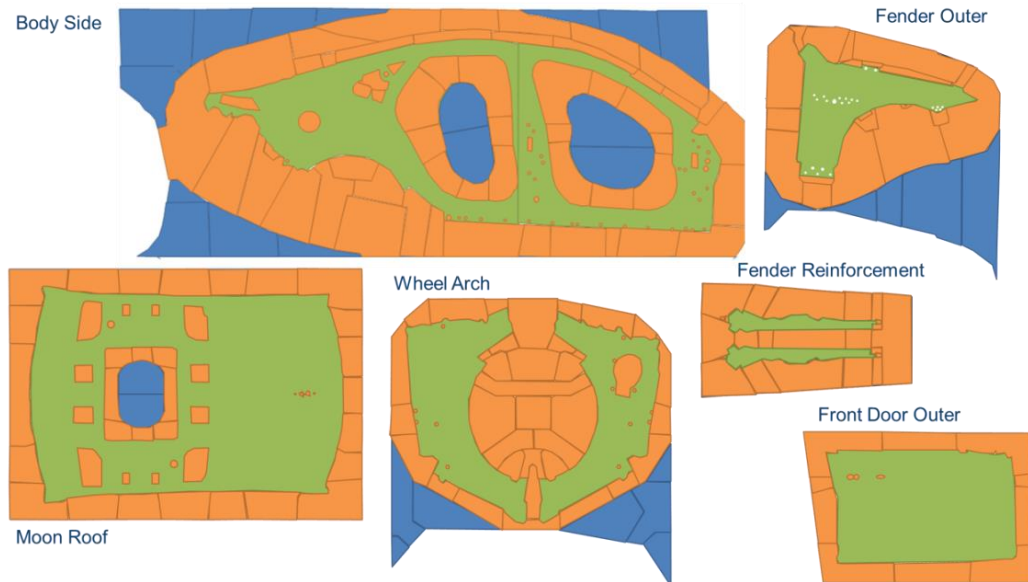 Body Side
Fender Outer
Wheel Arch
Fender Reinforcement
Front Door Outer
Moon Roof